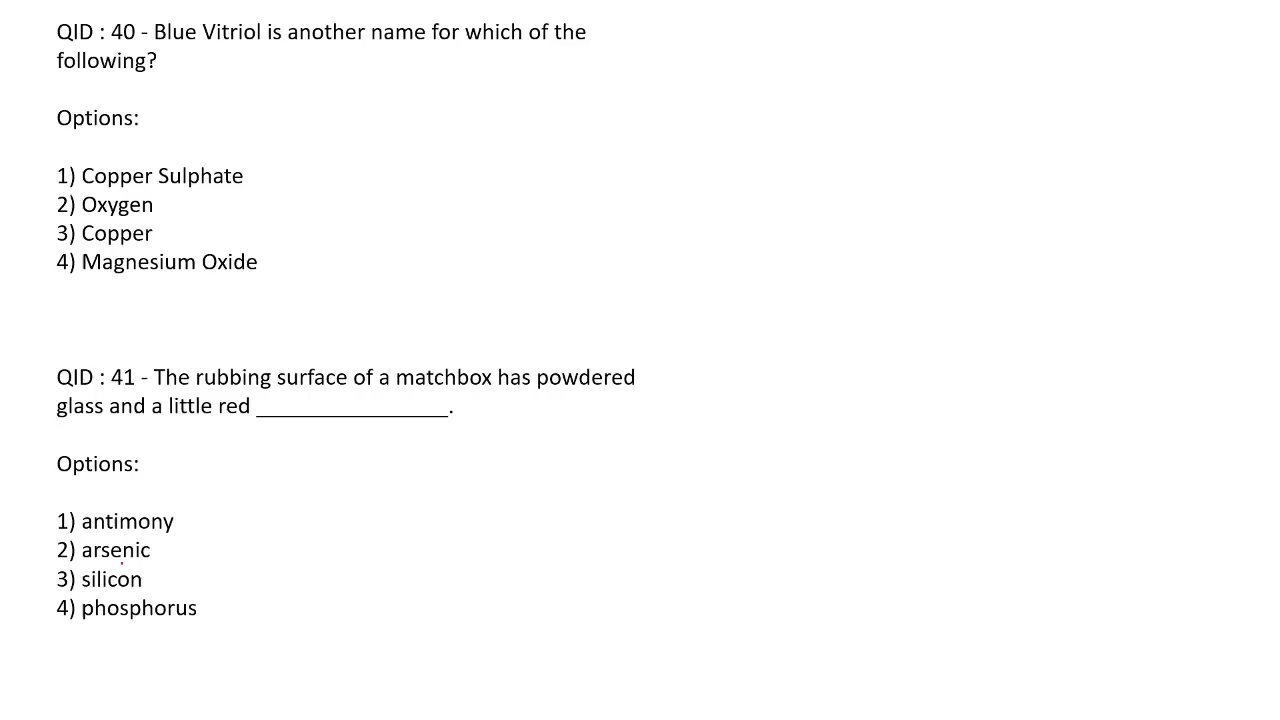 QID : 40 - Blue Vitriol is another name for which of the
following?
Options:
1) Copper Sulphate
2) Oxygen
3) Copper
4) Magnesium Oxide
QID : 41 - The rubbing surface of a matchbox has powdered
glass and a little red ________________.
Options:
1) antimony
2) arsenic
3) silicon
4) phosphorus